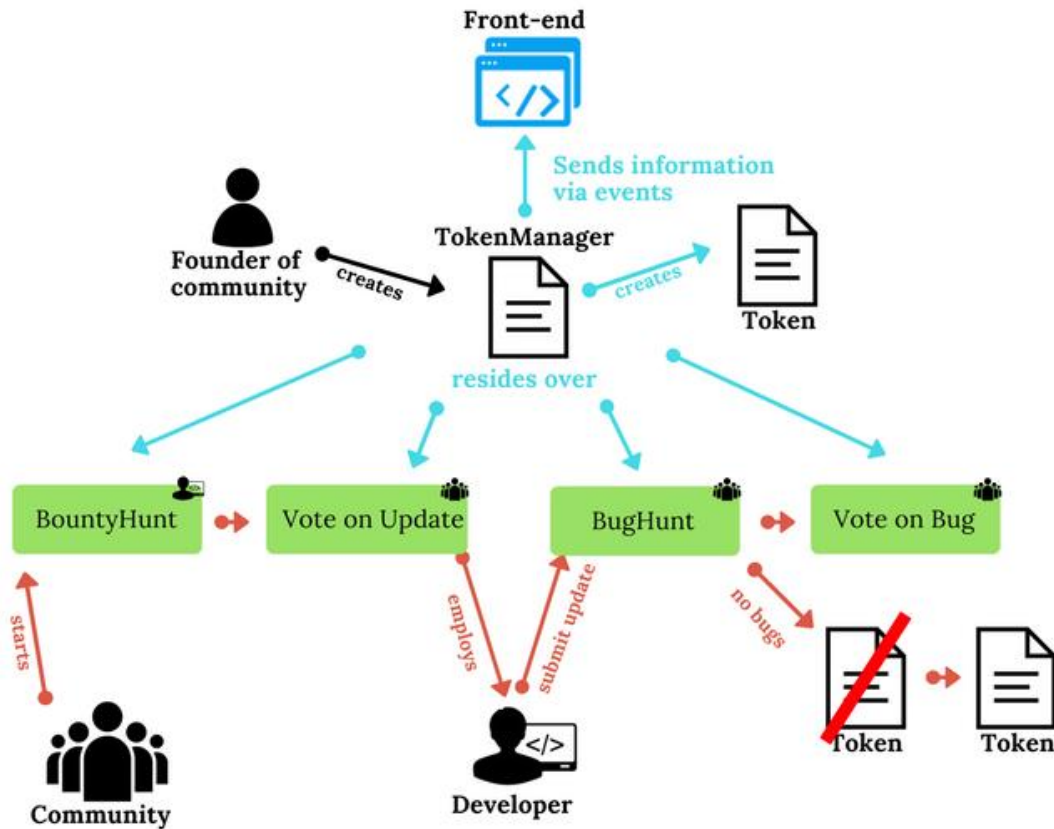 Front-end
</>
Sends information
via events
TokenManager
Founder of
community
creates
creates
Token
resides over
BountyHunt
Vote on Update
BugHunt
Vote on Bug
starts
employs
submit update
no bugs
</>
Token
Token
Community
Developer